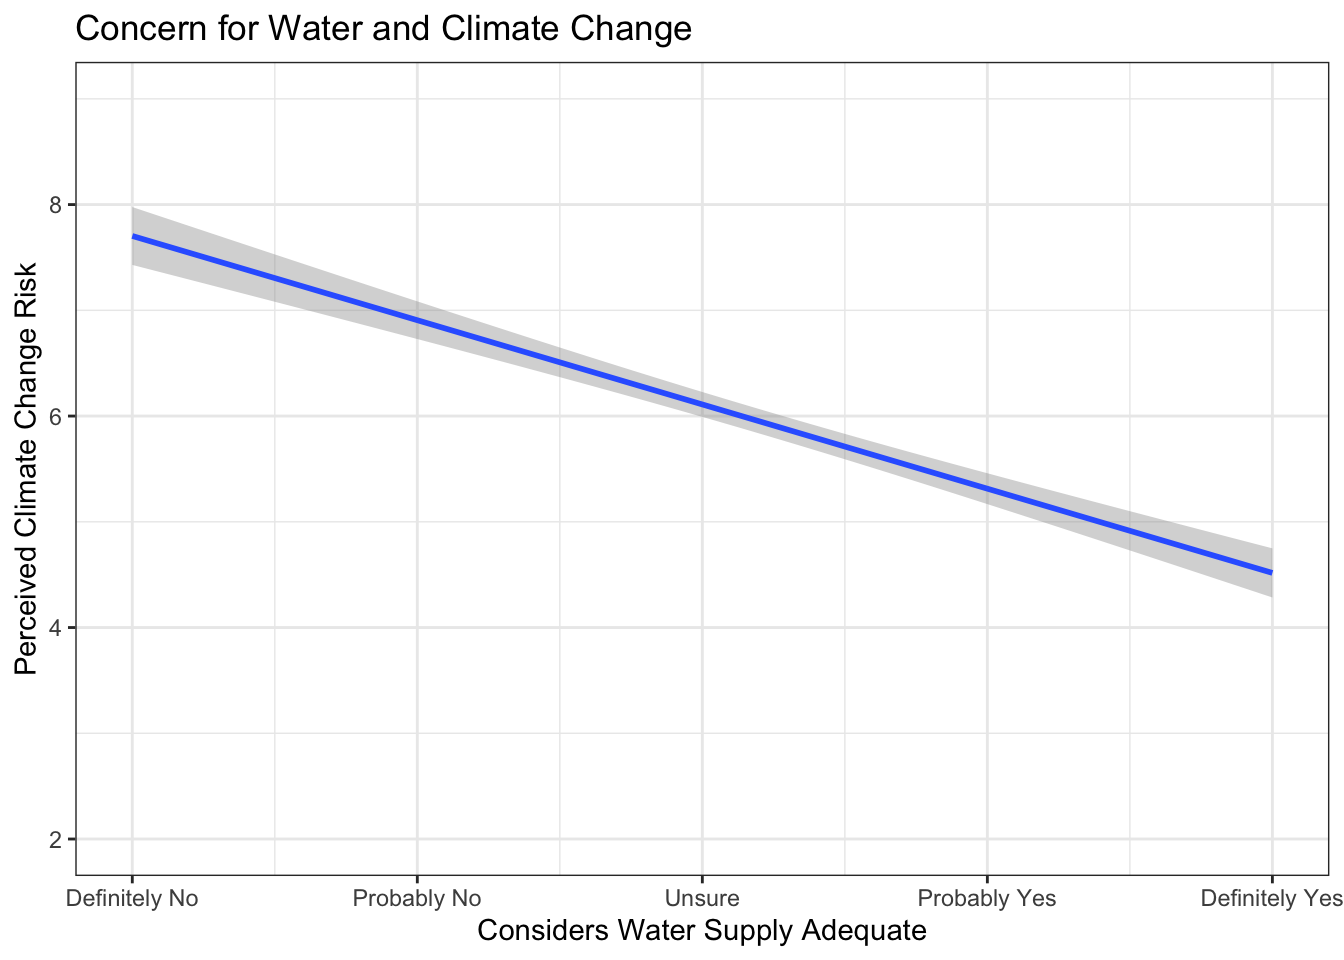 Concern for Water and Climate Change
Perceived Climate Change Risk
8
6
4
2
Definitely No
Probably No
Unsure
Probably Yes
Definitely Yes
Considers Water Supply Adequate